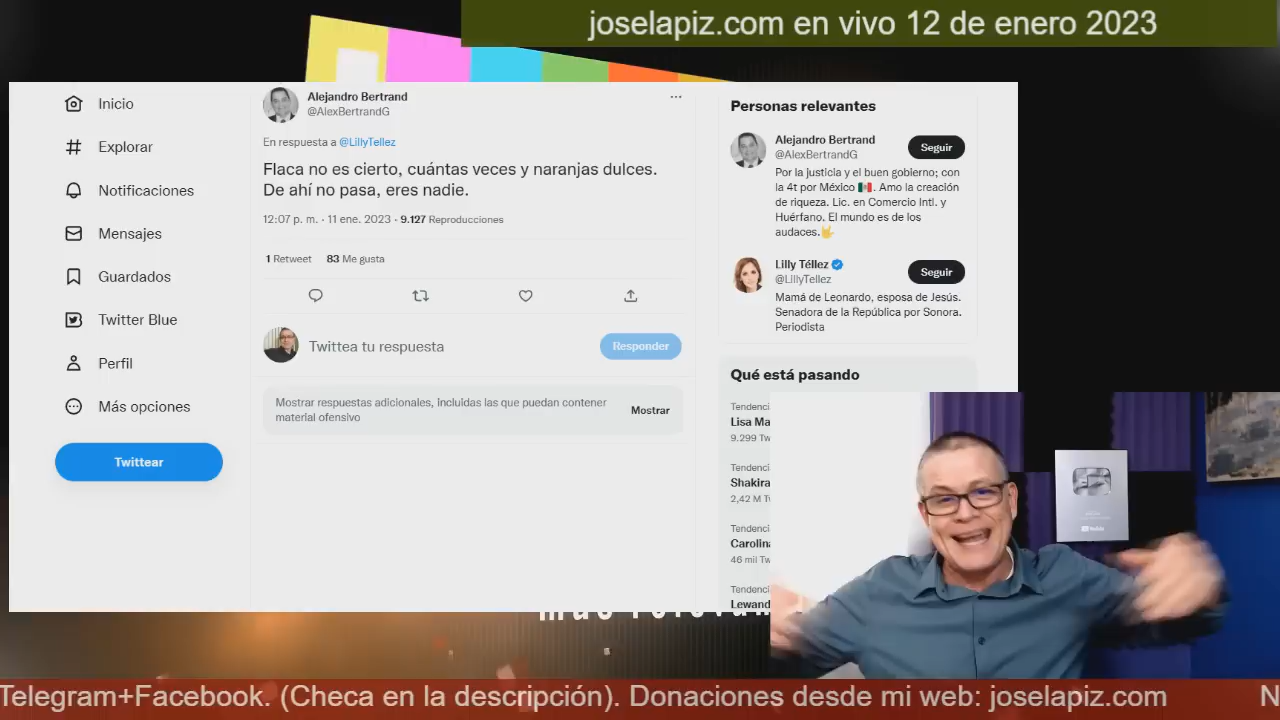 joselapiz.com en vivo 12 de enero 2023
Inicio
Explorar
Notificaciones
Mensajes
Guardados
Twitter Blue
Perfil
Más opciones
Twittear
Alejandro Bertrand
@AlexBertrandG
En respuesta a @LillyTellez
Flaca no es cierto, cuántas veces y naranjas dulces.
De ahí no pasa, eres nadie.
12:07 p. m. · 11 ene. 2023 · 9.127 Reproducciones
1 Retweet 83 Me gusta
Twittea tu respuesta
Responder
Mostrar respuestas adicionales, incluidas las que puedan contener
material ofensivo
Mostrar
Personas relevantes
Alejandro Bertrand
@AlexBertrandG
Seguir
Por la justicia y el buen gobierno; con
la 4t por México 🇲🇽. Amo la creación
de riqueza. Lic. en Comercio Intl. y
Huérfano. El mundo es de los
audaces.🤟
Lilly Téllez
@LillyTellez
Seguir
Mamá de Leonardo, esposa de Jesús.
Senadora de la República por Sonora.
Periodista
Qué está pasando
Tendenci
Lisa Ma
9.299 Tw
Tendenci
Shakira
2,42 M T
Tendenci
Carolina
46 mil Tw
Tendenci
Lewand
YouTube
Telegram+Facebook. (Checa en la descripción). Donaciones desde mi web: joselapiz.com N